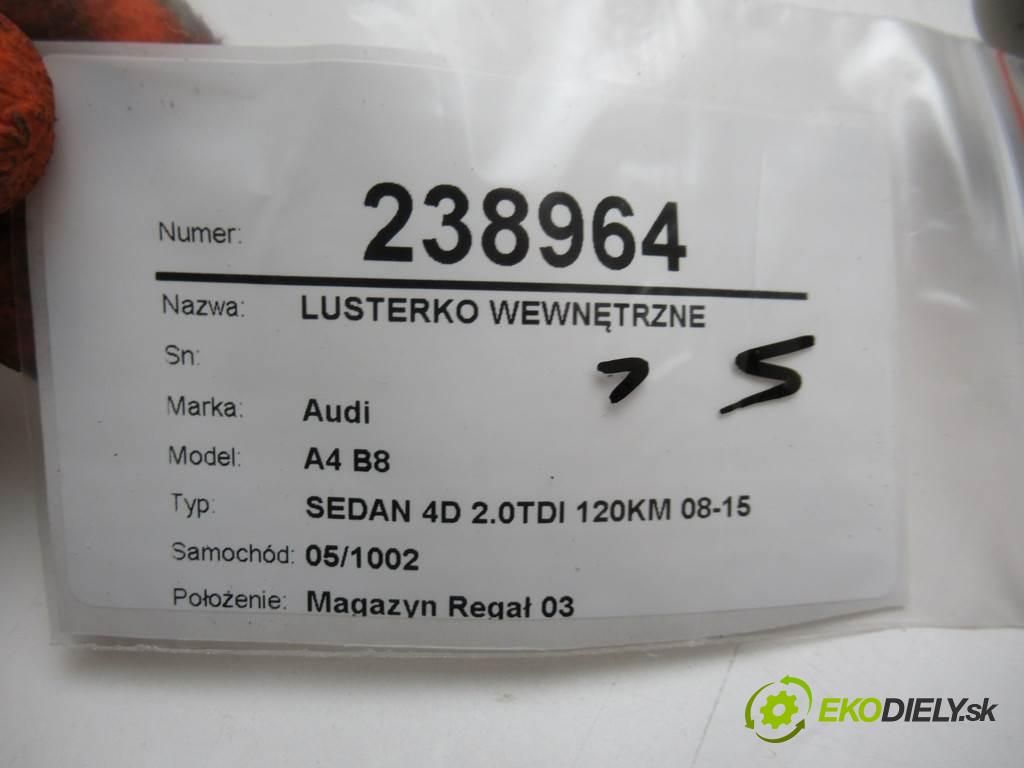 Numer: 238964
Nazwa: LUSTERKO WEWNĘTRZNE
Sn:
Marka: Audi
Model: A4 B8
Typ: SEDAN 4D 2.0TDI 120KM 08-15
Samochód: 05/1002
Położenie: Magazyn Regał 03
EKODIELY.sk